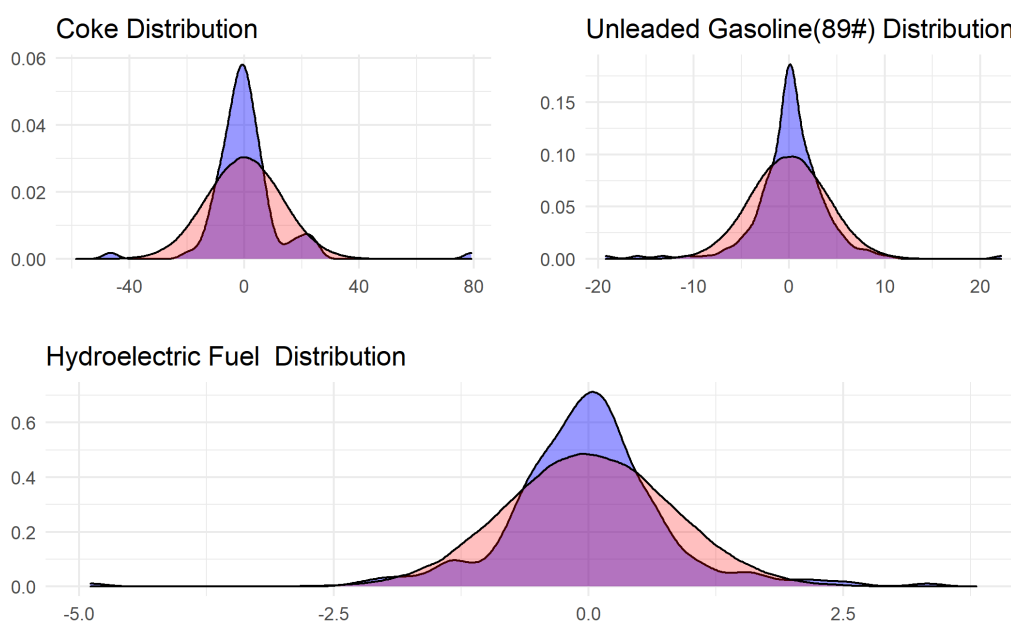 Coke Distribution
0.06
0.04
0.02
0.00
-40 0 40 80
Unleaded Gasoline(89#) Distribution
0.15
0.10
0.05
0.00
-20 -10 0 10 20
Hydroelectric Fuel  Distribution
0.6
0.4
0.2
0.0
-5.0 -2.5 0.0 2.5